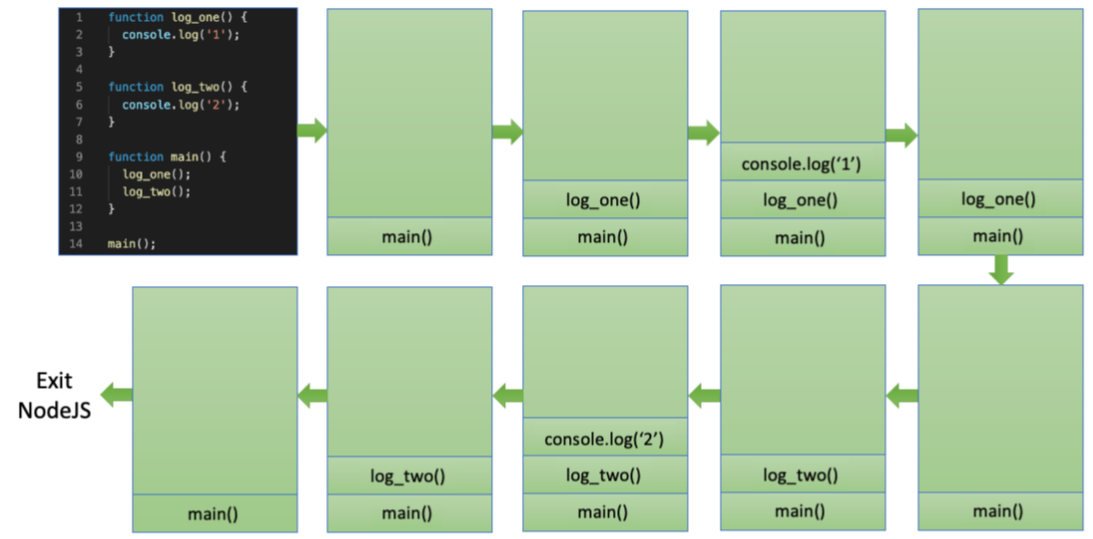 1 function log_one() {
2 console.log('1');
3 }
4
5 function log_two() {
6 console.log('2');
7 }
8
9 function main() {
10 log_one();
11 log_two();
12 }
13
14 main();
main()
log_one()
main()
console.log(‘1’)
log_one()
main()
log_one()
main()
main()
log_two()
main()
console.log(‘2’)
log_two()
main()
log_two()
main()
main()
Exit
NodeJS